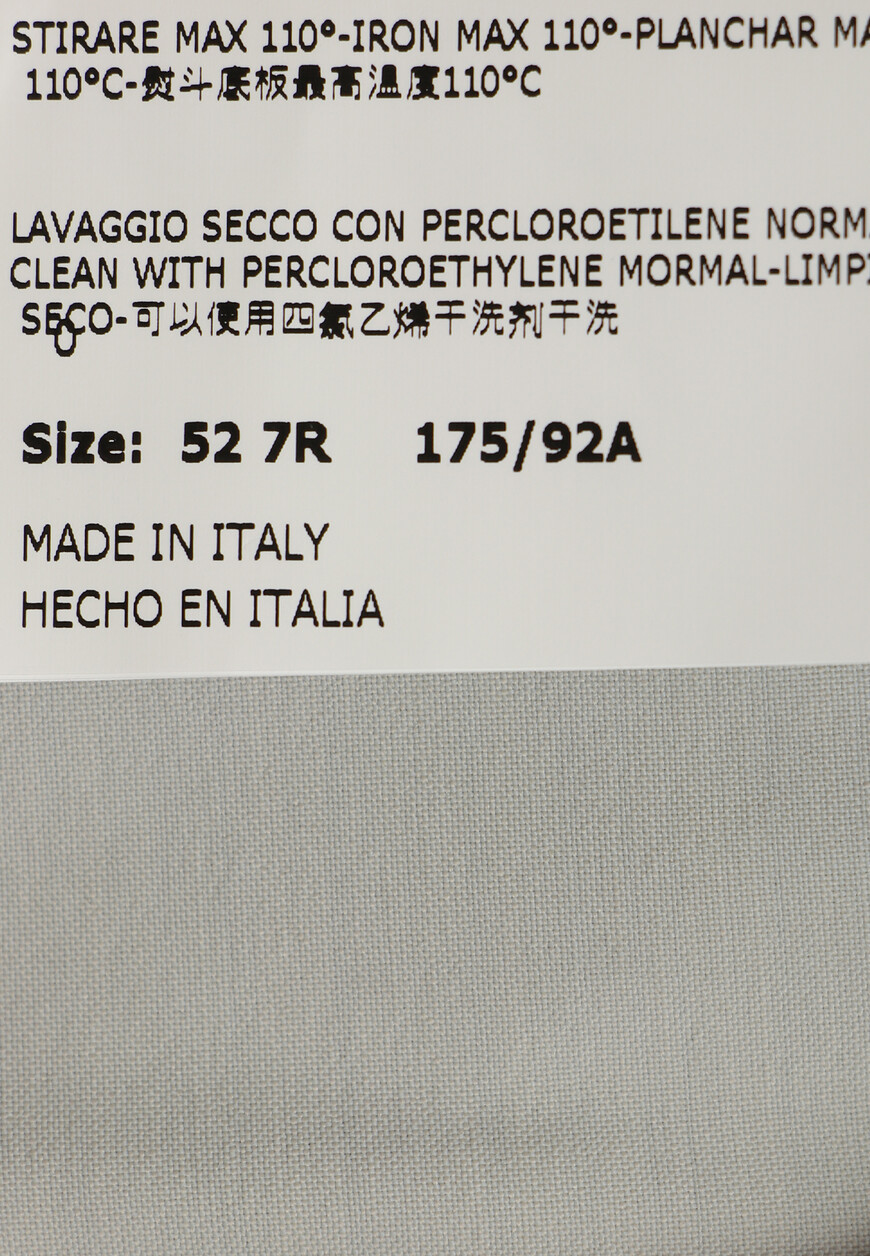 STIRARE MAX 110°-IRON MAX 110°-PLANCHAR MA
110°C-熨斗底板最高温度110°C
LAVAGGIO SECCO CON PERCLOROETILENE NORM
CLEAN WITH PERCLOROETHYLENE MORMAL-LIMPI
SECO-可以使用四氯乙烯干洗剂干洗
Size: 52 7R 175/92A
MADE IN ITALY
HECHO EN ITALIA